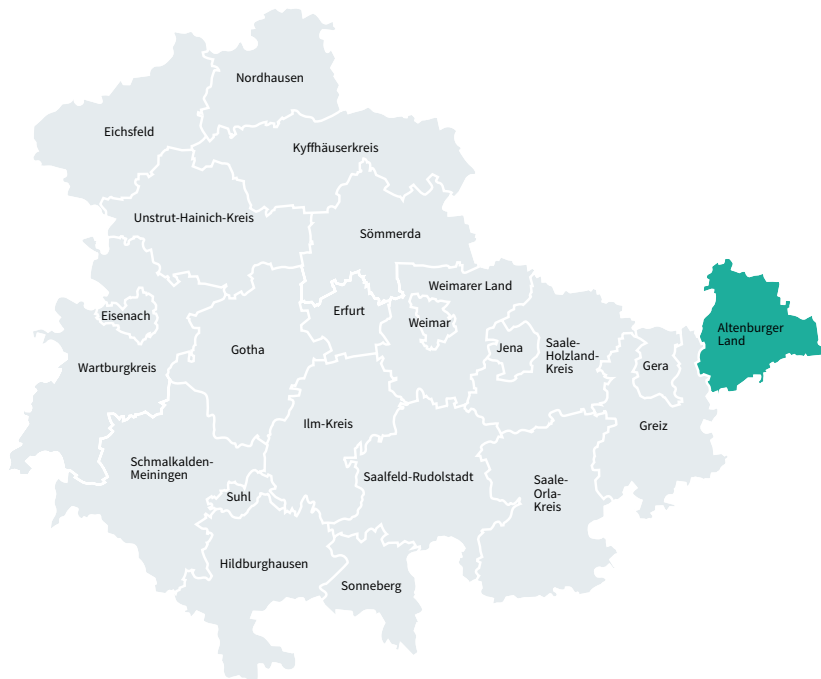 Nordhausen
Eichsfeld
Kyffhäuserkreis
Unstrut-Hainich-Kreis
Sömmerda
Weimarer Land
Eisenach
Erfurt
Weimar
Altenburger
Land
Gotha
Jena
Saale-
Holzland-
Kreis
Gera
Wartburgkreis
Ilm-Kreis
Greiz
Schmalkalden-
Meiningen
Saalfeld-Rudolstadt
Saale-
Orla-
Kreis
Suhl
Hildburghausen
Sonneberg